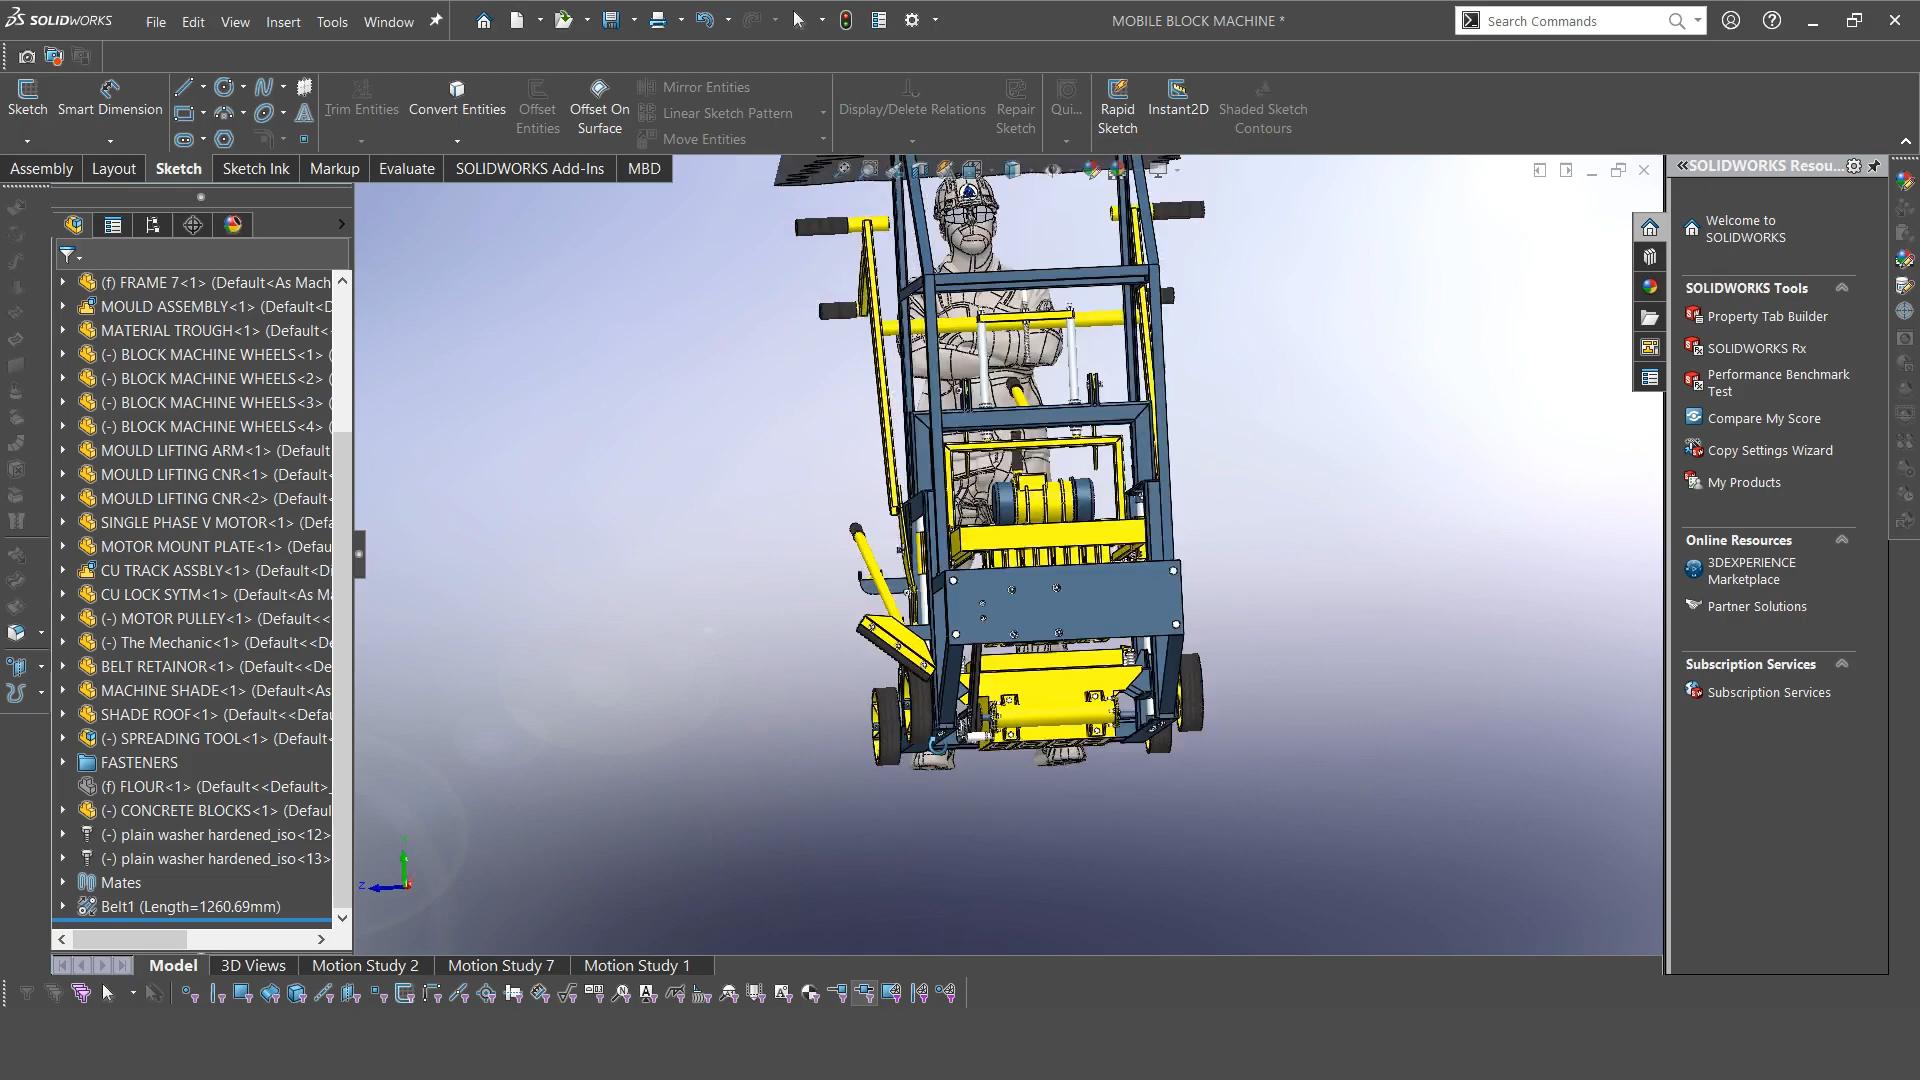 SOLIDWORKS
File Edit View Insert Tools Window
MOBILE BLOCK MACHINE *
Search Commands
Sketch
Smart Dimension
Trim Entities
Convert Entities
Offset Entities
Offset On Surface
Mirror Entities
Linear Sketch Pattern
Move Entities
Display/Delete Relations
Repair Sketch
Qui...
Rapid Sketch
Instant2D
Shaded Sketch Contours
Assembly Layout Sketch Sketch Ink Markup Evaluate SOLIDWORKS Add-Ins MBD
(f) FRAME 7<1> (Default<As Mach
MOULD ASSEMBLY<1> (Default<D
MATERIAL TROUGH<1> (Default<
(-) BLOCK MACHINE WHEELS<1> (
(-) BLOCK MACHINE WHEELS<2> (
(-) BLOCK MACHINE WHEELS<3> (
(-) BLOCK MACHINE WHEELS<4> (
MOULD LIFTING ARM<1> (Default
MOULD LIFTING CNR<1> (Default<
MOULD LIFTING CNR<2> (Default<
SINGLE PHASE V MOTOR<1> (Defa
MOTOR MOUNT PLATE<1> (Defau
CU TRACK ASSBLY<1> (Default<Di
CU LOCK SYTM<1> (Default<As Ma
(-) MOTOR PULLEY<1> (Default<<
(-) The Mechanic<1> (Default<<De
BELT RETAINOR<1> (Default<<De
MACHINE SHADE<1> (Default<As
SHADE ROOF<1> (Default<<Defau
(-) SPREADING TOOL<1> (Default<
FASTENERS
(f) FLOUR<1> (Default<<Default>_
(-) CONCRETE BLOCKS<1> (Defaul
(-) plain washer hardened_iso<12>
(-) plain washer hardened_iso<13>
Mates
Belt1 (Length=1260.69mm)
Z
Model 3D Views Motion Study 2 Motion Study 7 Motion Study 1
SOLIDWORKS Resou...
Welcome to
SOLIDWORKS
SOLIDWORKS Tools
Property Tab Builder
SOLIDWORKS Rx
Performance Benchmark
Test
Compare My Score
Copy Settings Wizard
My Products
Online Resources
3DEXPERIENCE
Marketplace
Partner Solutions
Subscription Services
Subscription Services